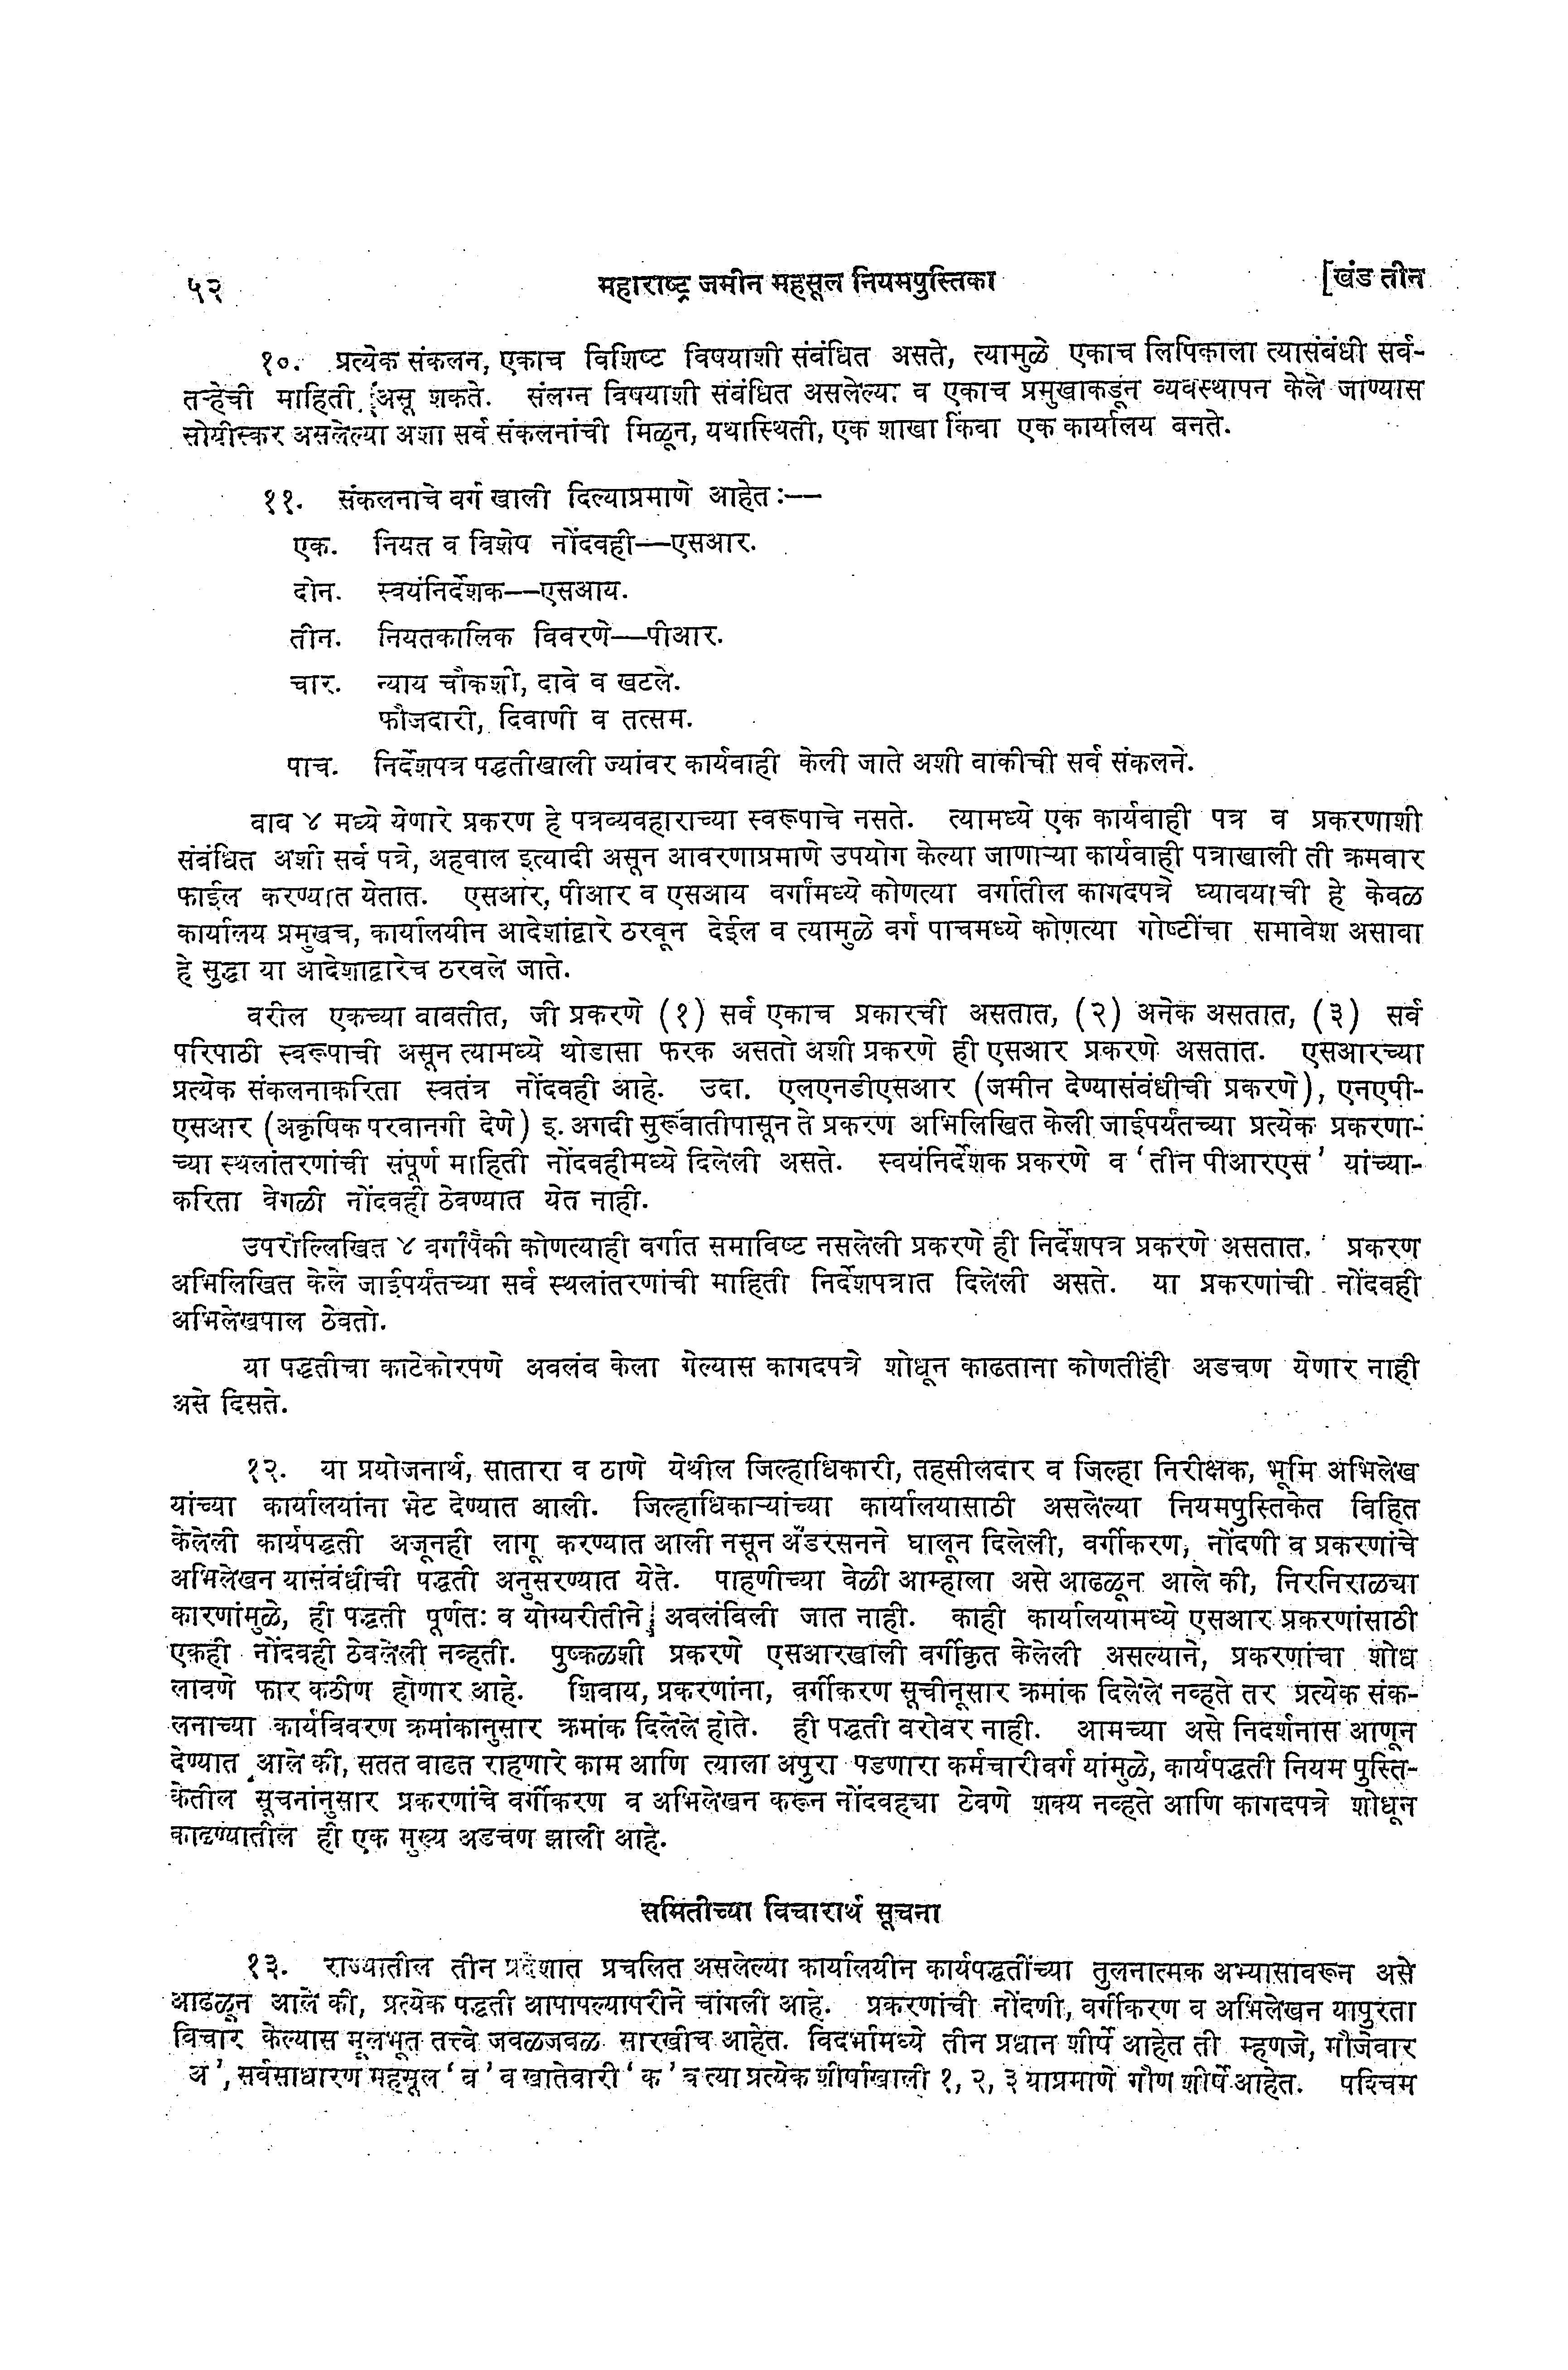 ५२ महाराष्ट्र जमीन महसूल नियमपुस्तिका [खंड तीन
१०. प्रत्येक संकलन, एकाच विशिष्ट विषयाशी संबंधित असते, त्यामुळे एकाच लिपिकाला त्यासंबंधी सर्व-
तऱ्हेची माहिती असू शकते. संलग्न विषयाशी संबंधित असलेल्या व एकाच प्रमुखाकडून व्यवस्थापन केले जाण्यास
सोयीस्कर असलेल्या अशा सर्व संकलनांची मिळून, यथास्थिती, एक शाखा किंवा एक कार्यालय बनते.
११. संकलनाचे वर्ग खाली दिल्याप्रमाणे आहेत :—
एक. नियत व विशेष नोंदवही—एसआर.
दोन. स्वयंनिर्देशक—एसआय.
तीन. नियतकालिक विवरणे—पीआर.
चार. न्याय चौकशी, दावे व खटले.
फौजदारी, दिवाणी व तत्सम.
पाच. निर्देशपत्र पद्धतीखाली ज्यांवर कार्यवाही केली जाते अशी बाकीची सर्व संकलने.
बाब ४ मध्ये येणारे प्रकरण हे पत्रव्यवहाराच्या स्वरूपाचे नसते. त्यामध्ये एक कार्यवाही पत्र व प्रकरणाशी
संबंधित अशी सर्व पत्रे, अहवाल इत्यादी असून आवरणाप्रमाणे उपयोग केल्या जाणाऱ्या कार्यवाही पत्राखाली ती क्रमवार
फाईल करण्यात येतात. एसआर, पीआर व एसआय वर्गांमध्ये कोणत्या वर्गातील कागदपत्रे घ्यावयाची हे केवळ
कार्यालय प्रमुखच, कार्यालयीन आदेशांद्वारे ठरवून देईल व त्यामुळे वर्ग पाचमध्ये कोणत्या गोष्टींचा समावेश असावा
हे सुद्धा या आदेशाद्वारेच ठरवले जाते.
वरील एकच्या बाबतीत, जी प्रकरणे (१) सर्व एकाच प्रकारची असतात, (२) अनेक असतात, (३) सर्व
परिपाठी स्वरूपाची असून त्यामध्ये थोडासा फरक असतो अशी प्रकरणे ही एसआर प्रकरणे असतात. एसआरच्या
प्रत्येक संकलनाकरिता स्वतंत्र नोंदवही आहे. उदा. एलएनडीएसआर (जमीन देण्यासंबंधीची प्रकरणे), एनएपी-
एसआर (अकृषिक परवानगी देणे) इ. अगदी सुरूवातीपासून ते प्रकरण अभिलिखित केली जाईपर्यंतच्या प्रत्येक प्रकरणा-
च्या स्थलांतरणांची संपूर्ण माहिती नोंदवहीमध्ये दिलेली असते. स्वयंनिर्देशक प्रकरणे व ‘ तीन पीआरएस ’ यांच्या-
करिता वेगळी नोंदवही ठेवण्यात येत नाही.
उपरोल्लिखित ४ वर्गांपैकी कोणत्याही वर्गात समाविष्ट नसलेली प्रकरणे ही निर्देशपत्र प्रकरणे असतात. प्रकरण
अभिलिखित केले जाईपर्यंतच्या सर्व स्थलांतरणांची माहिती निर्देशपत्रात दिलेली असते. या प्रकरणांची नोंदवही
अभिलेखपाल ठेवतो.
या पद्धतीचा काटेकोरपणे अवलंब केला गेल्यास कागदपत्रे शोधून काढताना कोणतीही अडचण येणार नाही
असे दिसते.
१२. या प्रयोजनार्थ, सातारा व ठाणे येथील जिल्हाधिकारी, तहसीलदार व जिल्हा निरीक्षक, भूमि अभिलेख
यांच्या कार्यालयांना भेट देण्यात आली. जिल्हाधिकाऱ्यांच्या कार्यालयासाठी असलेल्या नियमपुस्तिकेत विहित
केलेली कार्यपद्धती अजूनही लागू करण्यात आली नसून अँडरसनने घालून दिलेली, वर्गीकरण, नोंदणी व प्रकरणांचे
अभिलेखन यासंबंधीची पद्धती अनुसरण्यात येते. पाहणीच्या वेळी आम्हाला असे आढळून आले की, निरनिराळ्या
कारणांमुळे, ही पद्धती पूर्णतः व योग्यरीतीने अवलंबिली जात नाही. काही कार्यालयामध्ये एसआर प्रकरणांसाठी
एकही नोंदवही ठेवलेली नव्हती. पुष्कळशी प्रकरणे एसआरखाली वर्गीकृत केलेली असल्याने, प्रकरणांचा शोध
लावणे फार कठीण होणार आहे. शिवाय, प्रकरणांना, वर्गीकरण सूचीनूसार क्रमांक दिलेले नव्हते तर प्रत्येक संक-
लनाच्या कार्यविवरण क्रमांकानुसार क्रमांक दिलेले होते. ही पद्धती बरोबर नाही. आमच्या असे निदर्शनास आणून
देण्यात आले की, सतत वाढत राहणारे काम आणि त्याला अपुरा पडणारा कर्मचारीवर्ग यांमुळे, कार्यपद्धती नियम पुस्ति-
केतील सूचनांनुसार प्रकरणांचे वर्गीकरण व अभिलेखन करून नोंदवह्या ठेवणे शक्य नव्हते आणि कागदपत्रे शोधून
काढण्यातील ही एक मुख्य अडचण झाली आहे.
समितीच्या विचारार्थ सूचना
१३. राज्यातील तीन प्रदेशात प्रचलित असलेल्या कार्यालयीन कार्यपद्धतींच्या तुलनात्मक अभ्यासावरून असे
आढळून आले की, प्रत्येक पद्धती आपापल्यापरीने चांगली आहे. प्रकरणांची नोंदणी, वर्गीकरण व अभिलेखन यापुरता
विचार केल्यास मूलभूत तत्त्वे जवळजवळ सारखीच आहेत. विदर्भामध्ये तीन प्रधान शीर्षे आहेत ती म्हणजे, गौजेवार
अ ’, सर्वसाधारण महसूल ‘ ब ’ व खातेवारी ‘ क ’ व त्या प्रत्येक शीर्षाखाली १, २, ३ याप्रमाणे गौण शीर्षे आहेत. पश्चिम